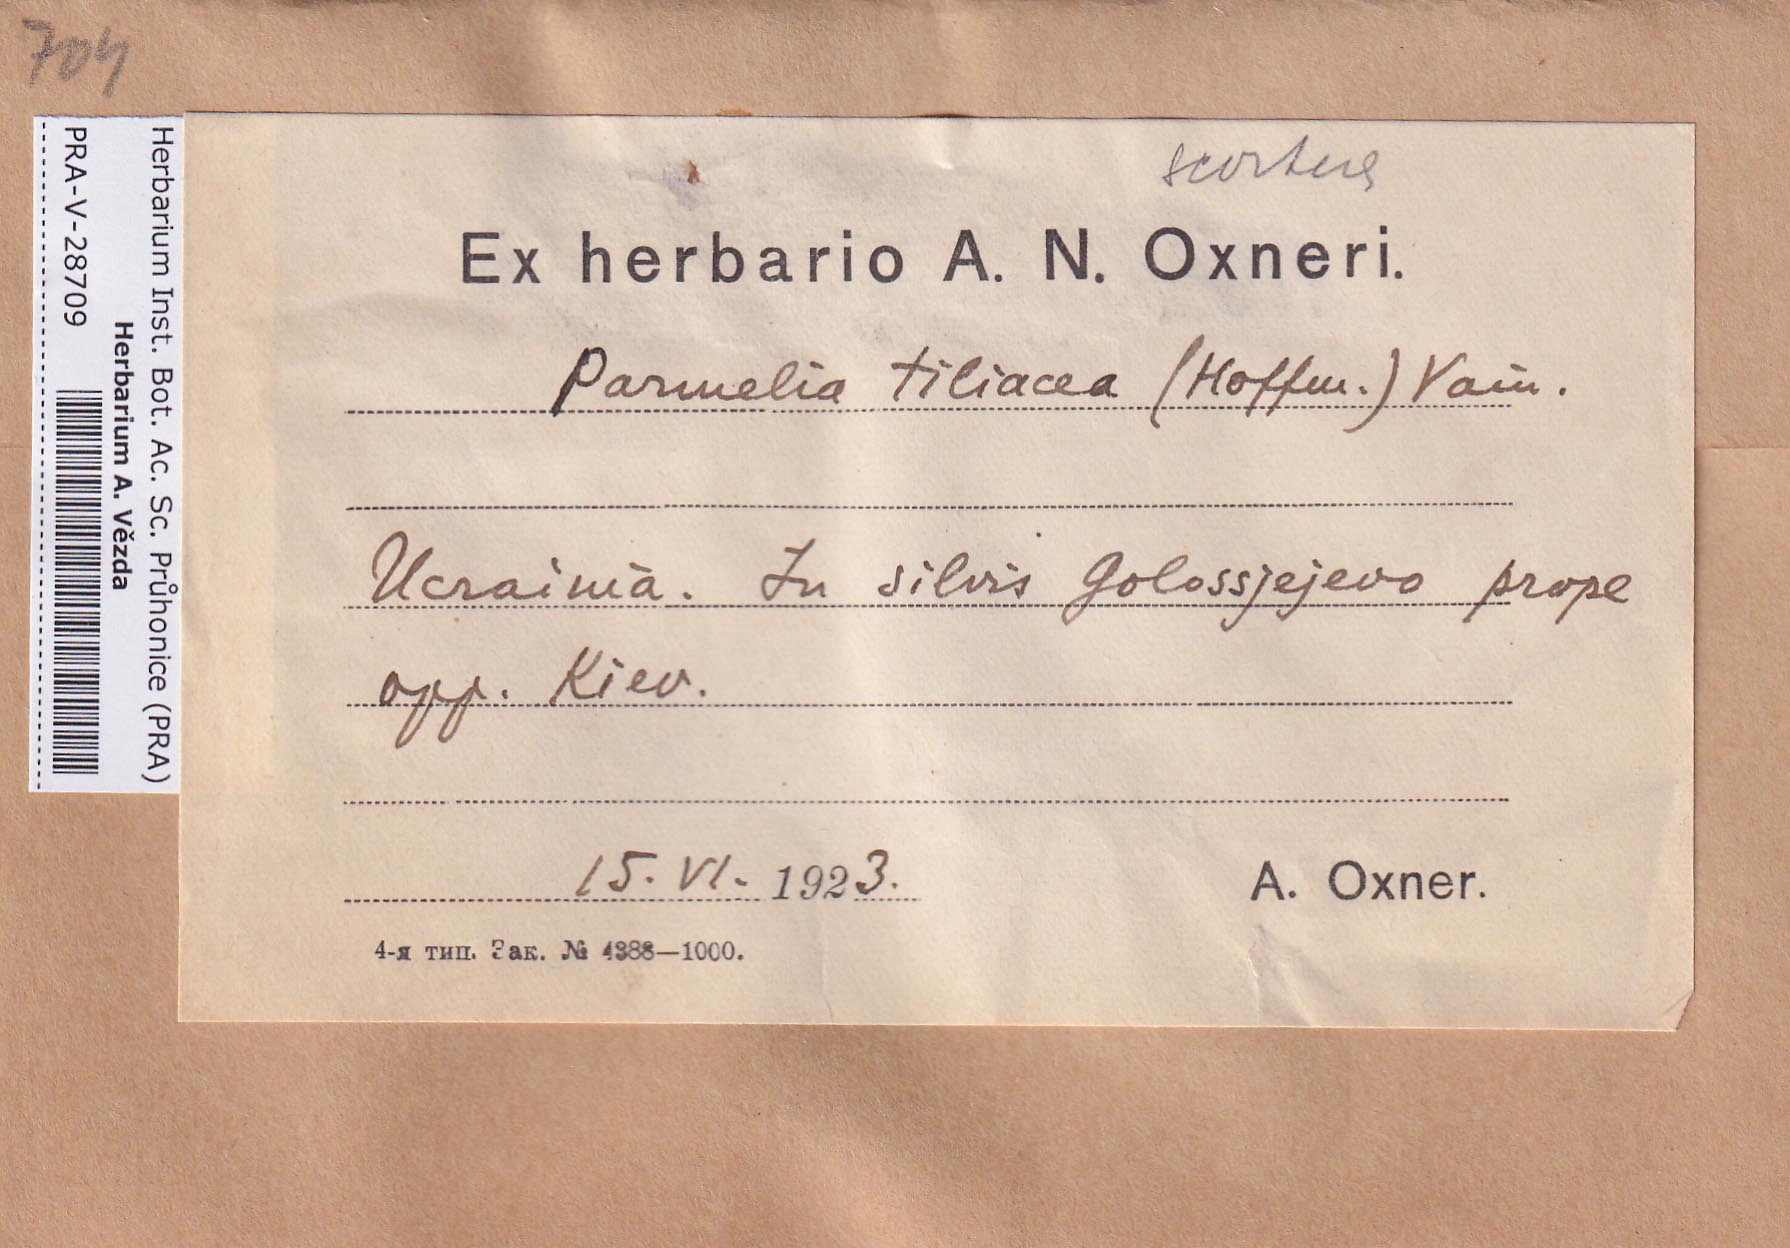 704
Herbarium Inst. Bot. Ac. Sc. Průhonice (PRA)
Herbarium A. Vězda
PRA-V-28709
scortea
Ex herbario A. N. Oxneri.
Parmelia tiliacea (Hoffm.) Vain.
Ucrainia. In silvis Golossjejevo prope
opp. Kiev.
15. VI. 1923.
A. Oxner.
4-я тип. Зак. № 4388—1000.